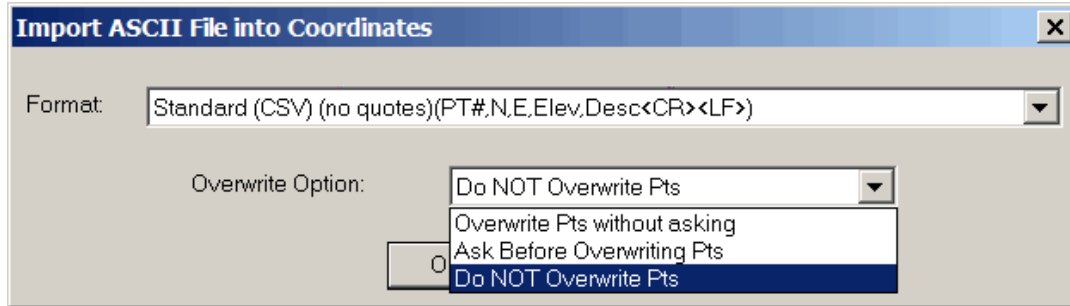 Import ASCII File into Coordinates
Format:
Standard (CSV) (no quotes)(PT#,N,E,Elev,Desc<CR><LF>)
Overwrite Option:
Do NOT Overwrite Pts
Overwrite Pts without asking
Ask Before Overwriting Pts
Do NOT Overwrite Pts